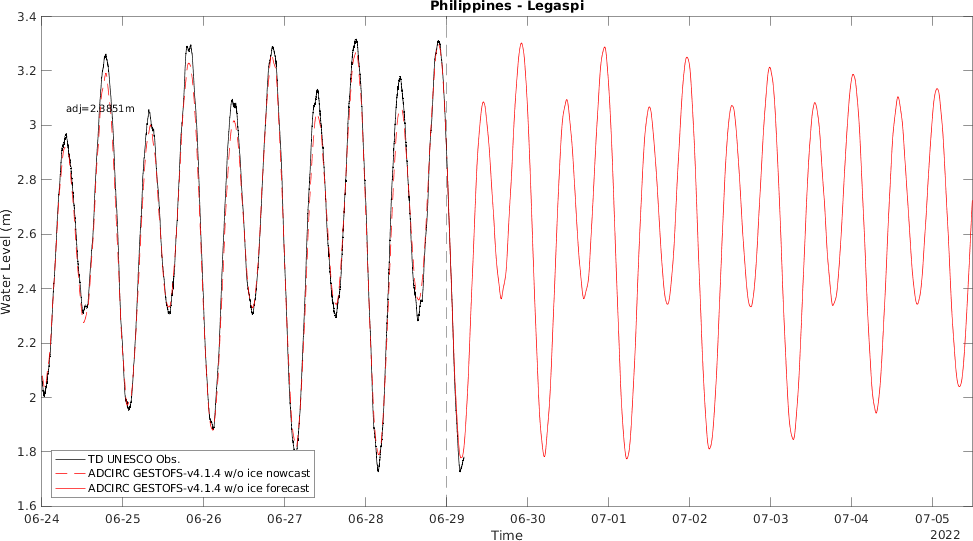 Philippines - Legaspi
3.4
3.2
3
2.8
2.6
2.4
2.2
2
1.8
1.6
Water Level (m)
adj=2.3851m
TD UNESCO Obs.
ADCIRC GESTOFS-v4.1.4 w/o ice nowcast
ADCIRC GESTOFS-v4.1.4 w/o ice forecast
06-24 06-25 06-26 06-27 06-28 06-29 06-30 07-01 07-02 07-03 07-04 07-05
Time
2022